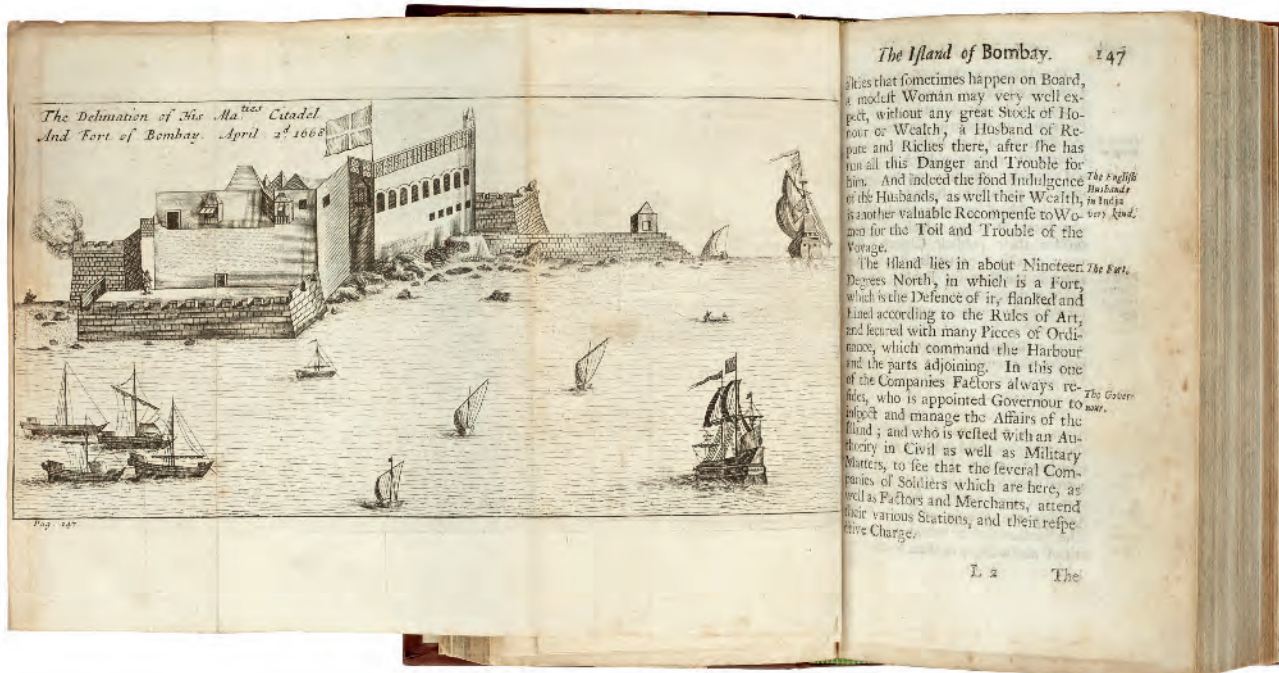 The Delineation of His Ma.ties Citadel
And Fort of Bombay. April 2d 1668
Pag. 147
The Iſland of Bombay. 147
alties that ſometimes happen on Board,
a modeſt Woman may very well ex-
pect, without any great Stock of Ho-
nour or Wealth, a Husband of Re-
pute and Riches there, after ſhe has
run all this Danger and Trouble for
him. And indeed the fond Indulgence
of the Husbands, as well their Wealth,
is another valuable Recompenſe to Wo-
men for the Toil and Trouble of the
Voyage.
The Engliſh
Husbands
in India
very kind.
The Iſland lies in about Nineteen
Degrees North, in which is a Fort,
which is the Defence of it, flanked and
Lined according to the Rules of Art,
and ſecured with many Pieces of Ordi-
nance, which command the Harbour
and the parts adjoining. In this one
of the Companies Factors always re-
ſides, who is appointed Governour to
inſpect and manage the Affairs of the
Iſland; and who is veſted with an Au-
thority in Civil as well as Military
Matters, to ſee that the ſeveral Com-
panies of Soldiers which are here, as
well as Factors and Merchants, attend
their various Stations, and their reſpe
ctive Charge.
The Fort.
The Gover-
nour.
L 2 The